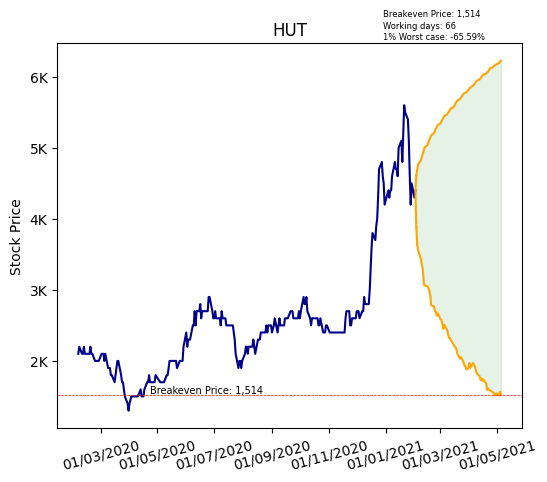 Breakeven Price: 1,514
Working days: 66
1% Worst case: -65.59%
HUT
Stock Price
6K
5K
4K
3K
2K
Breakeven Price: 1,514
01/03/2020
01/05/2020
01/07/2020
01/09/2020
01/11/2020
01/01/2021
01/03/2021
01/05/2021